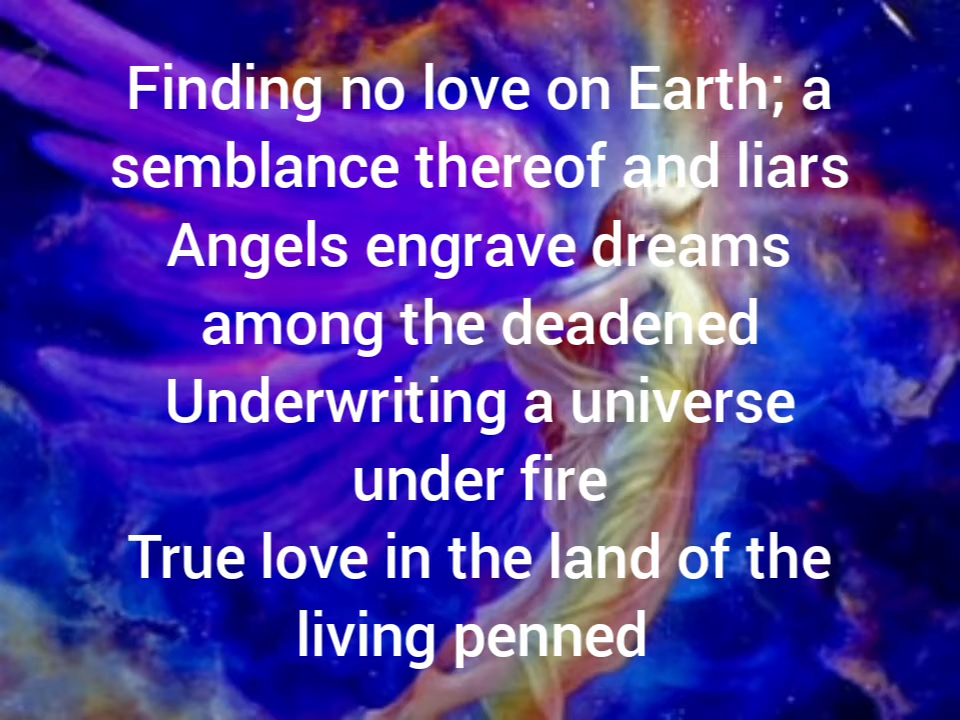 Finding no love on Earth; a
semblance thereof and liars
Angels engrave dreams
among the deadened
Underwriting a universe
under fire
True love in the land of the
living penned